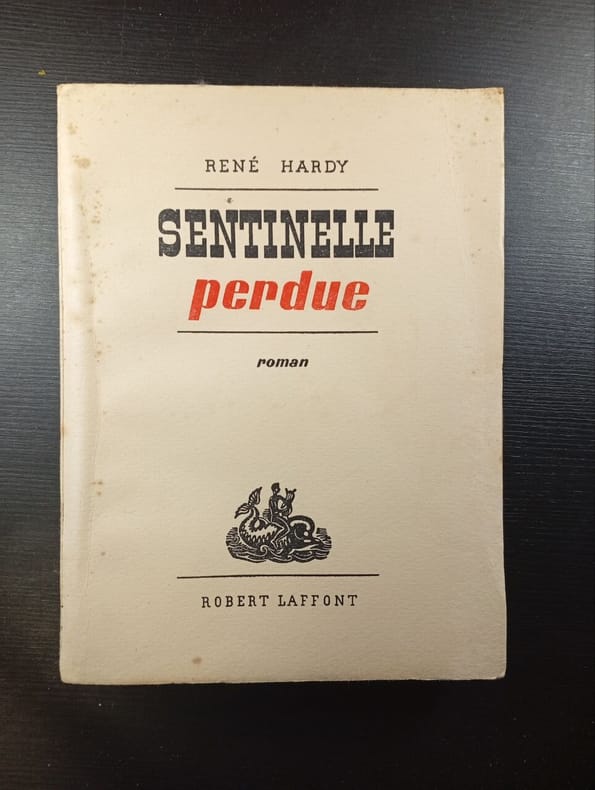 RENÉ HARDY
SENTINELLE
perdue
roman
ROBERT LAFFONT